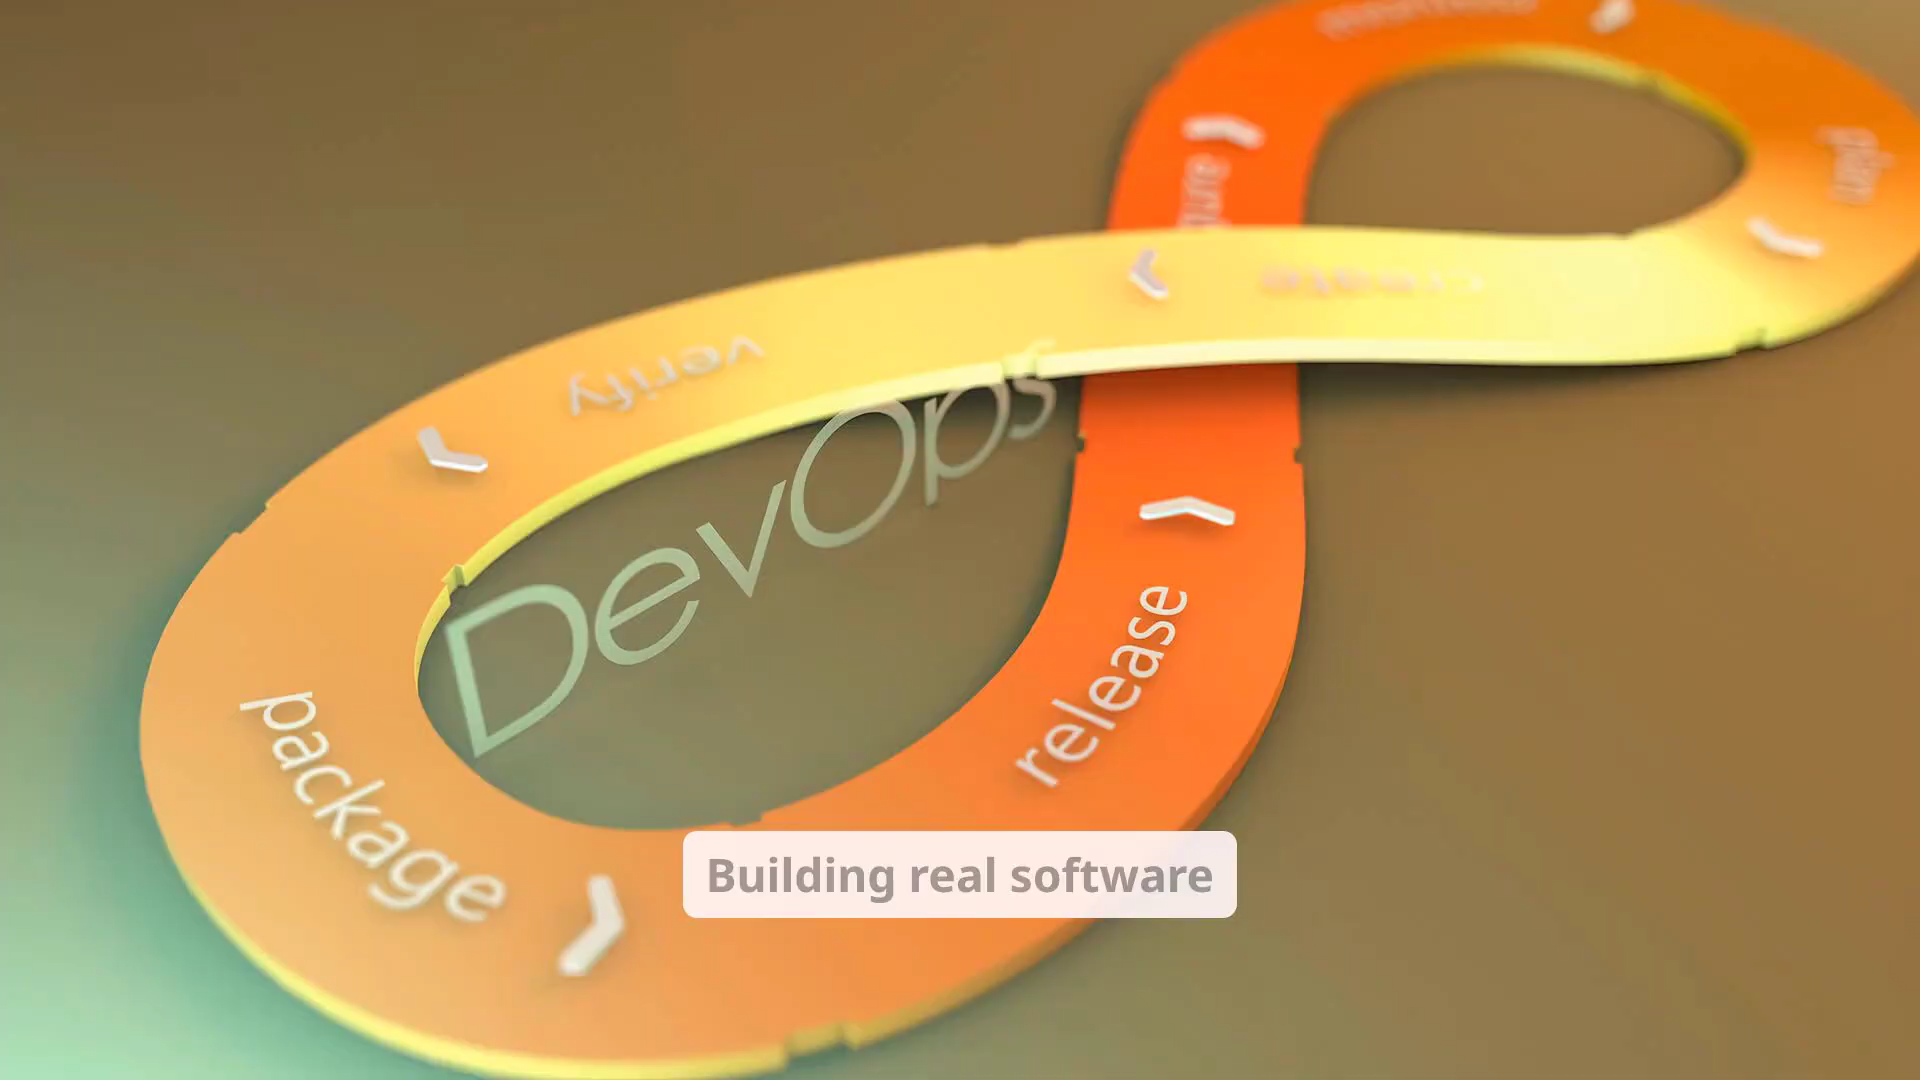 plan
create
verify
DevOps
release
package
Building real software